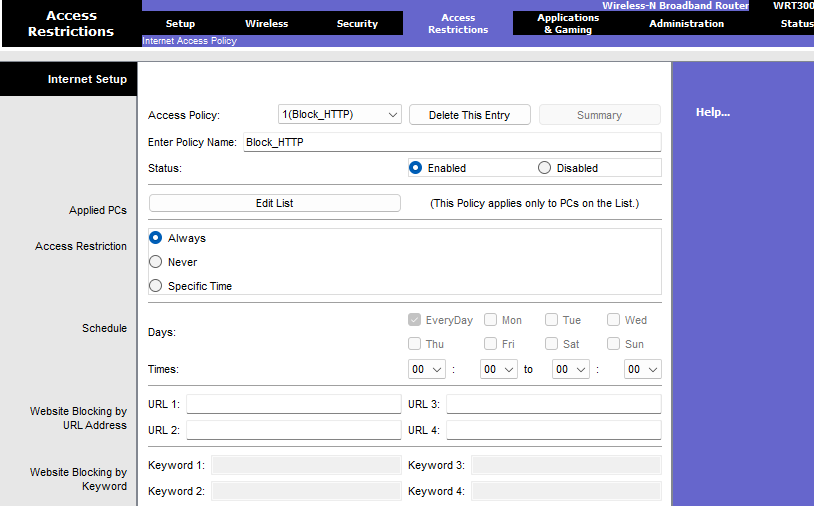 Wireless-N Broadband Router WRT300
Access Restrictions
Setup Wireless Security Access Restrictions Applications & Gaming Administration Status
Internet Access Policy
Internet Setup
Help...
Access Policy: 1(Block_HTTP) Delete This Entry Summary
Enter Policy Name: Block_HTTP
Status: Enabled Disabled
Applied PCs
Edit List (This Policy applies only to PCs on the List.)
Access Restriction
Always
Never
Specific Time
Schedule
Days: EveryDay Mon Tue Wed
Thu Fri Sat Sun
Times: 00 : 00 to 00 : 00
Website Blocking by
URL Address
URL 1: URL 3:
URL 2: URL 4:
Website Blocking by
Keyword
Keyword 1: Keyword 3:
Keyword 2: Keyword 4: